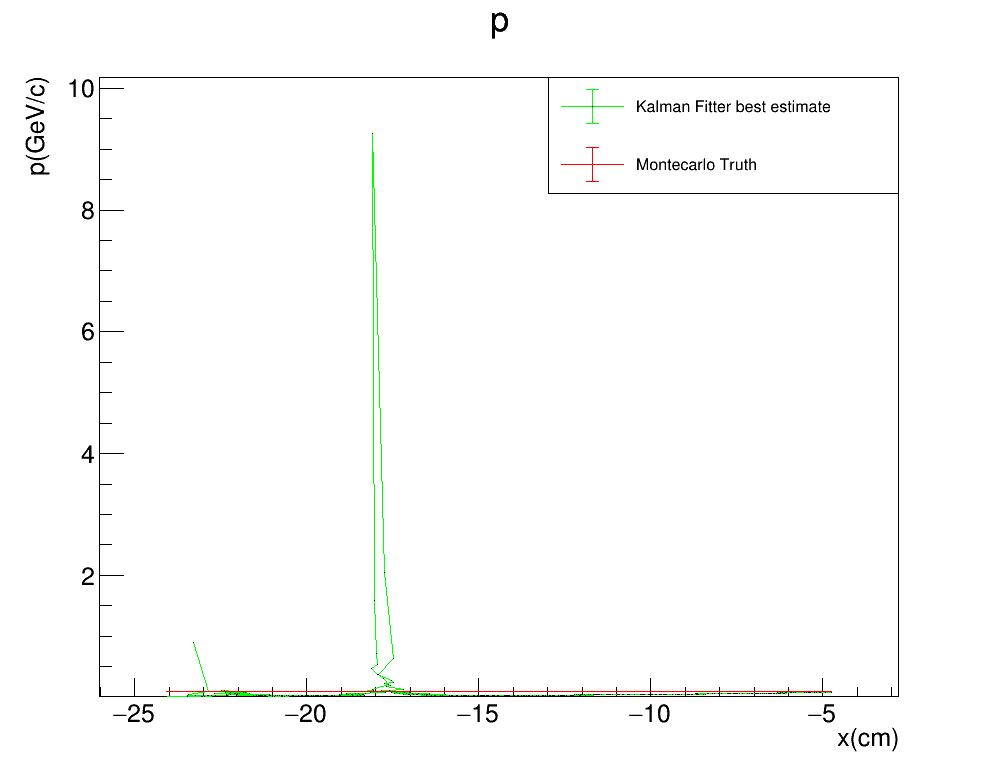 p
p(GeV/c)
10
8
6
4
2
Kalman Fitter best estimate
Montecarlo Truth
−25 −20 −15 −10 −5
x(cm)